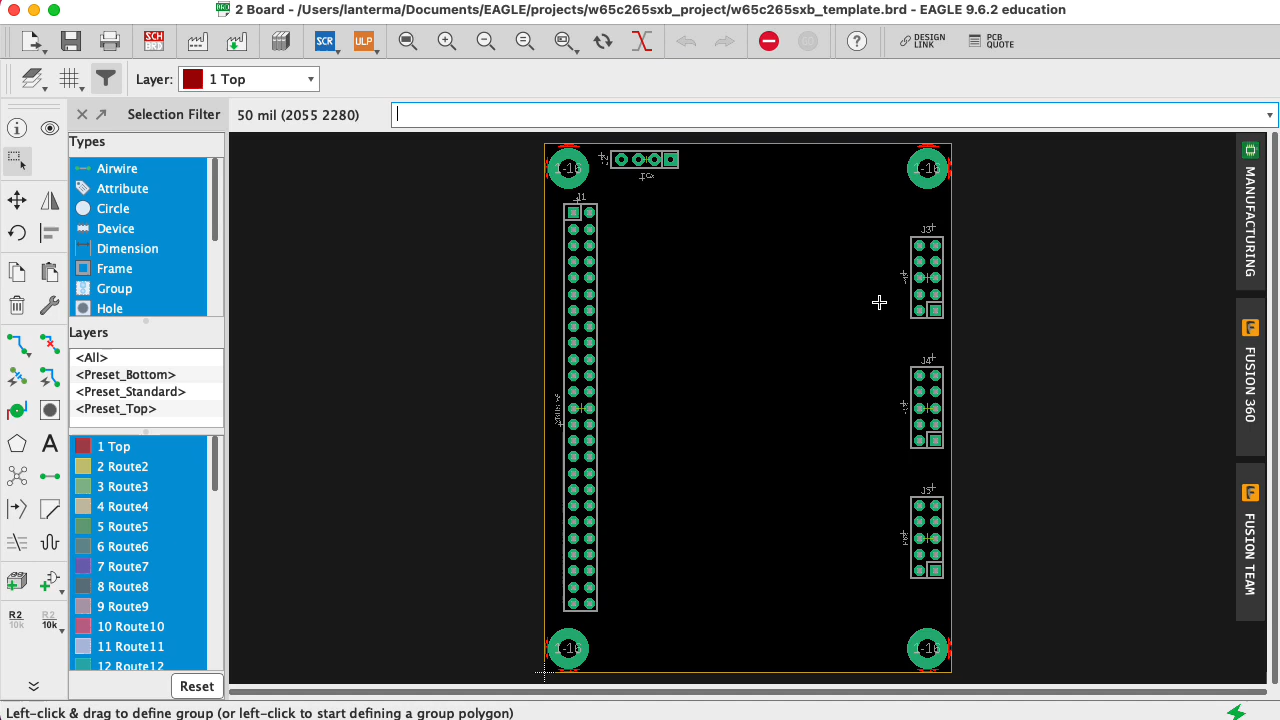 2 Board - /Users/lanterma/Documents/EAGLE/projects/w65c265sxb_project/w65c265sxb_template.brd - EAGLE 9.6.2 education
SCH
BRD
SCR
ULP
DESIGN
LINK
PCB
QUOTE
Layer:
1 Top
Selection Filter
50 mil (2055 2280)
Types
Airwire
Attribute
Circle
Device
Dimension
Frame
Group
Hole
Layers
<All>
<Preset_Bottom>
<Preset_Standard>
<Preset_Top>
1 Top
2 Route2
3 Route3
4 Route4
5 Route5
6 Route6
7 Route7
8 Route8
9 Route9
10 Route10
11 Route11
12 Route12
Reset
R2
10k
R2
10k
1-16
1-16
J1
J3
J4
J5
1-16
1-16
MANUFACTURING
FUSION 360
FUSION TEAM
Left-click & drag to define group (or left-click to start defining a group polygon)